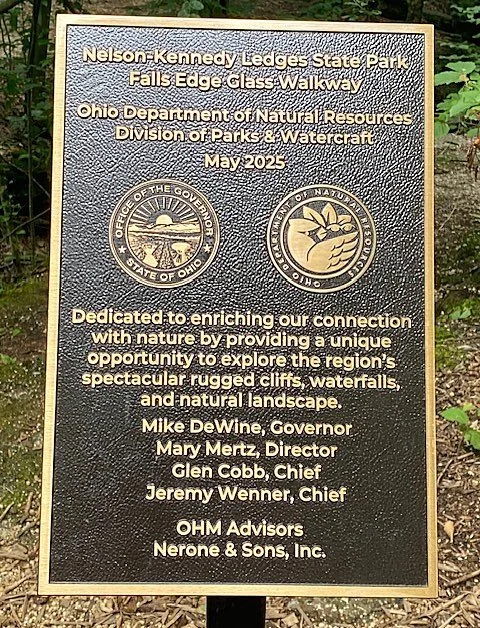 Nelson-Kennedy Ledges State Park
Falls Edge Glass Walkway
Ohio Department of Natural Resources
Division of Parks & Watercraft
May 2025
OFFICE OF THE GOVERNOR
STATE OF OHIO
OHIO DEPARTMENT OF NATURAL RESOURCES
Dedicated to enriching our connection
with nature by providing a unique
opportunity to explore the region's
spectacular rugged cliffs, waterfalls,
and natural landscape.
Mike DeWine, Governor
Mary Mertz, Director
Glen Cobb, Chief
Jeremy Wenner, Chief
OHM Advisors
Nerone & Sons, Inc.